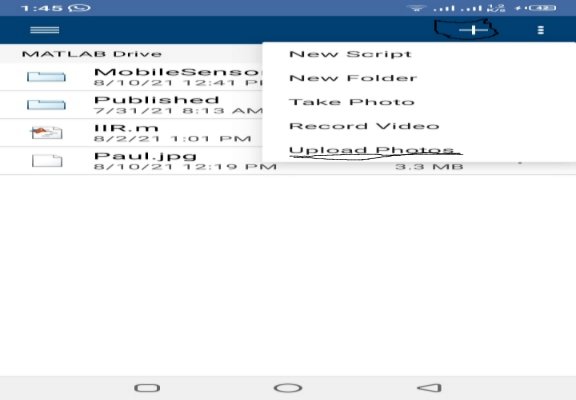 1:45
MATLAB Drive
New Script
MobileSenso
8/10/21 12:41 P
New Folder
Published
7/31/21 8:13 AM
Take Photo
IIR.m
8/2/21 1:01 PM
Record Video
Paul.jpg
8/10/21 12:19 PM
Upload Photos
3.3 MB